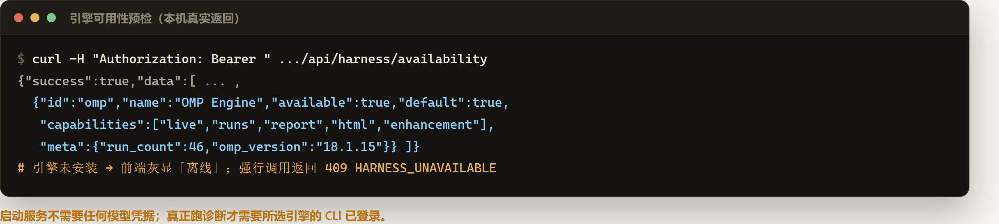 引擎可用性预检（本机真实返回）
$ curl -H "Authorization: Bearer " .../api/harness/availability
{"success":true,"data":[ ... ,
  {"id":"omp","name":"OMP Engine","available":true,"default":true,
   "capabilities":["live","runs","report","html","enhancement"],
   "meta":{"run_count":46,"omp_version":"18.1.15"}} ]}
# 引擎未安装 → 前端灰显「离线」；强行调用返回 409 HARNESS_UNAVAILABLE
启动服务不需要任何模型凭据；真正跑诊断才需要所选引擎的 CLI 已登录。